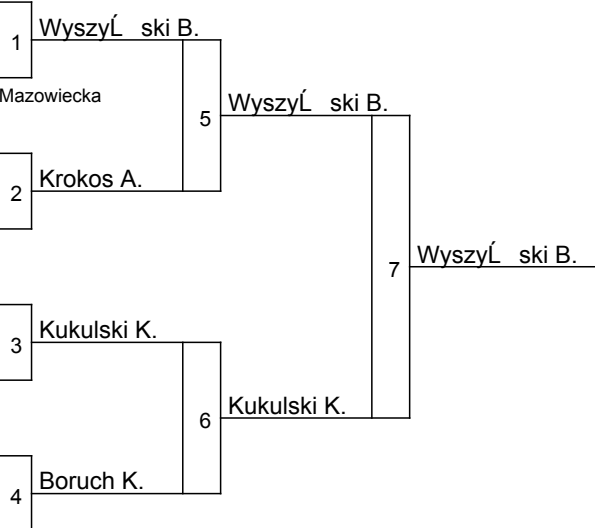 1 WyszyĹ ski B.
Mazowiecka
5 WyszyĹ ski B.
2 Krokos A.
7 WyszyĹ ski B.
3 Kukulski K.
6 Kukulski K.
4 Boruch K.